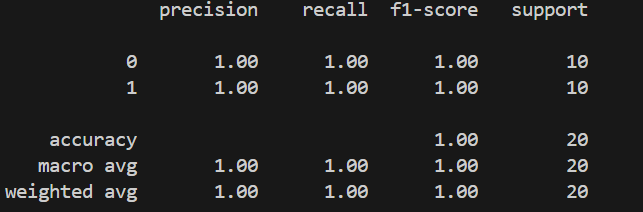 precision recall f1-score support
0 1.00 1.00 1.00 10
1 1.00 1.00 1.00 10
accuracy 1.00 20
macro avg 1.00 1.00 1.00 20
weighted avg 1.00 1.00 1.00 20